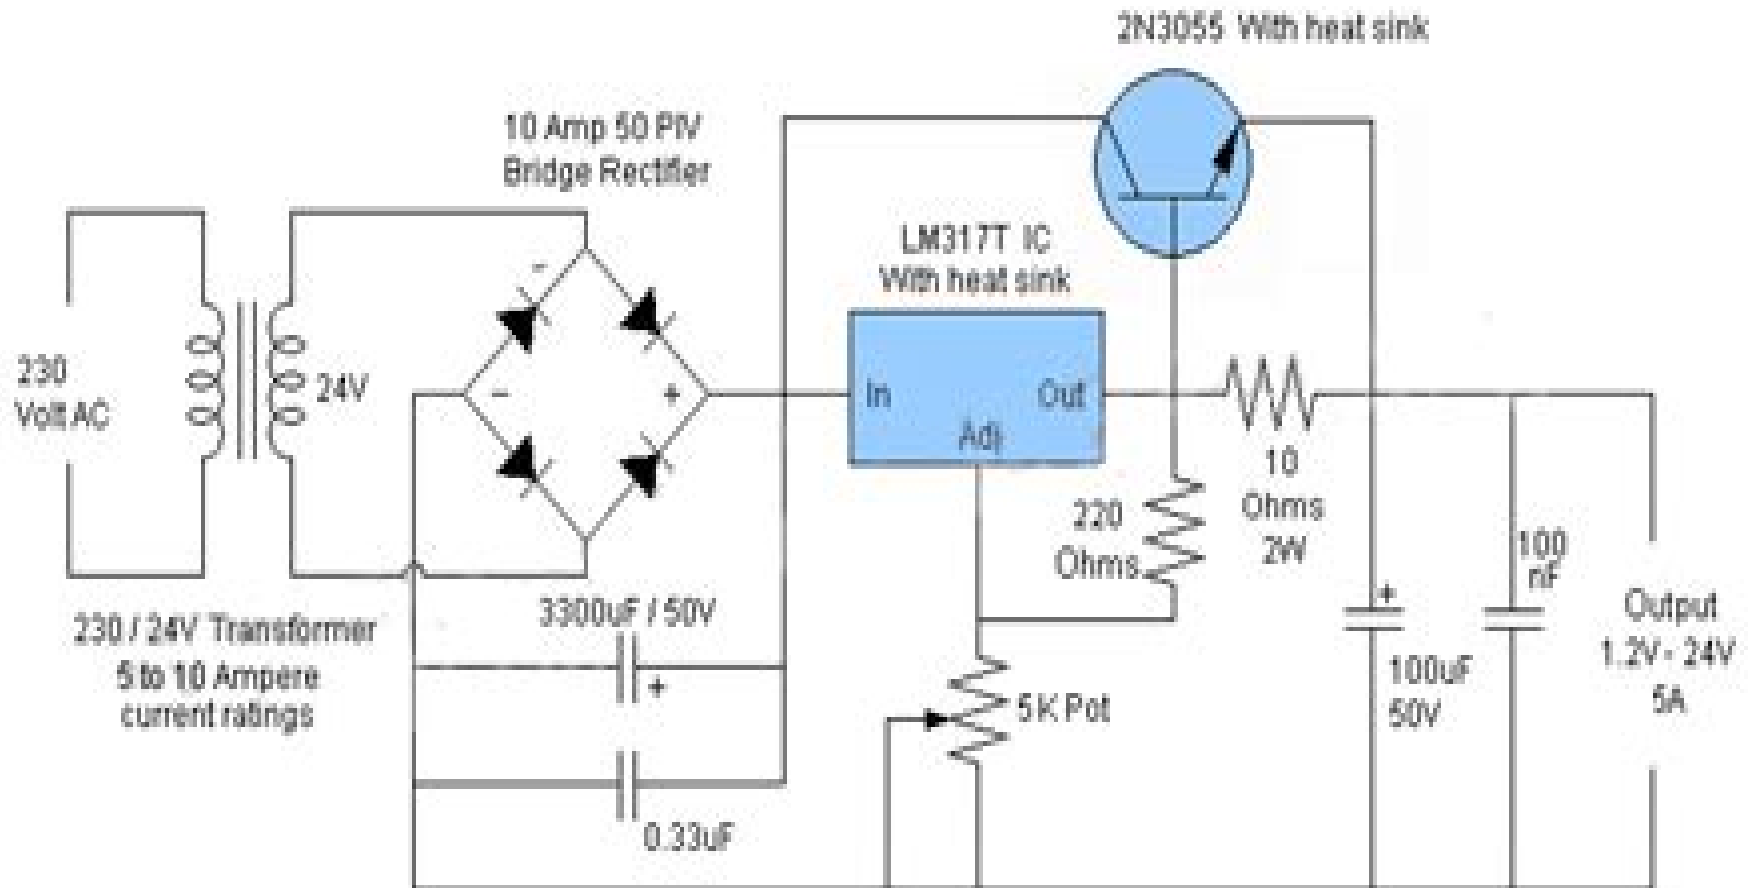 2N3055 With heat sink
10 Amp 50 PIV
Bridge Rectifier
LM317T IC
With heat sink
-
230
Volt AC
24V
-
+
In
Out
Adj
10
Ohms
2W
220
Ohms
100
nF
+
Output
1.2V - 24V
5A
3300uF / 50V
+
230 / 24V Transformer
5 to 10 Ampere
current ratings
100uF
50V
5K Pot
0.33uF